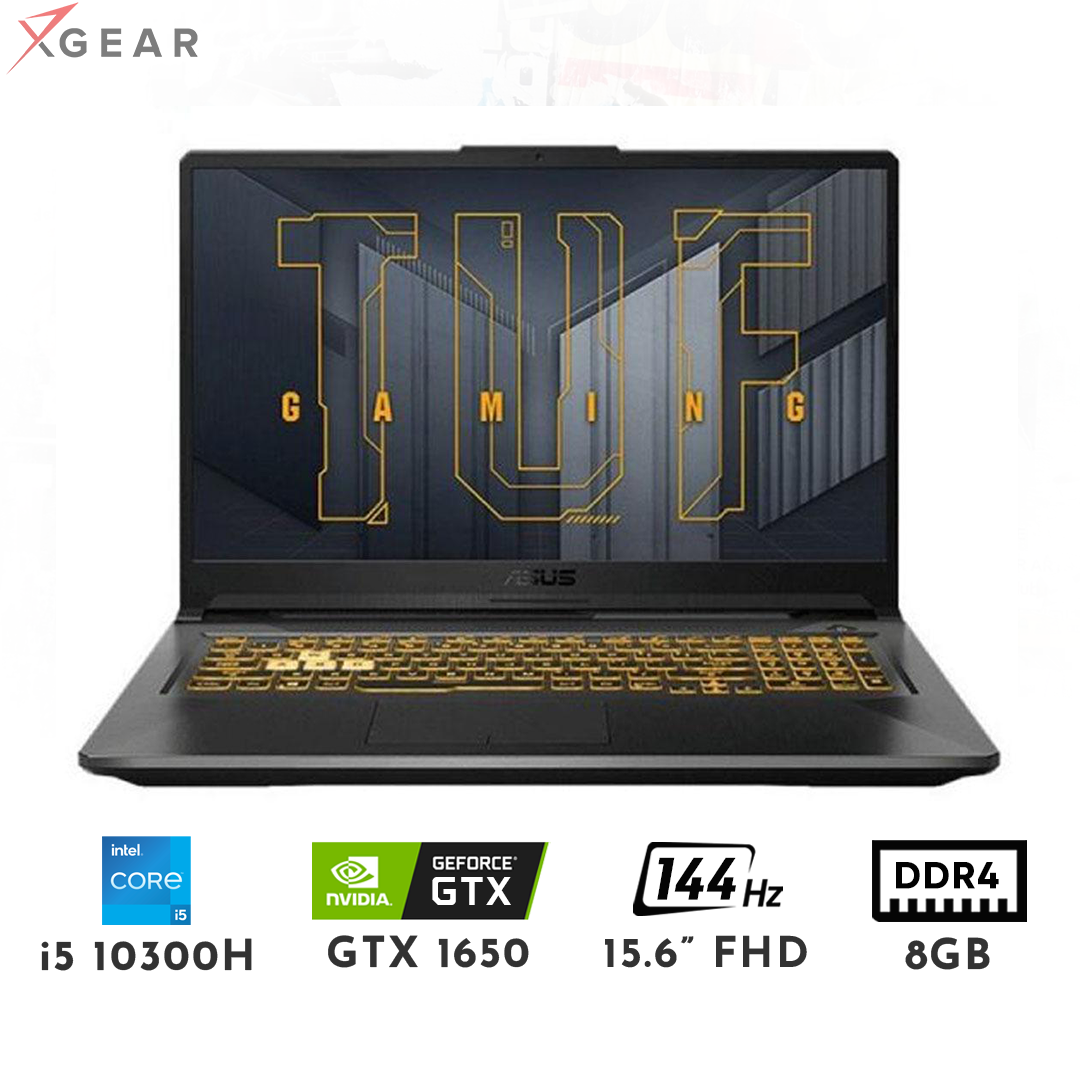 XGEAR
TUF
GAMING
ASUS
intel.
CORE
i5
i5 10300H
NVIDIA.
GEFORCE®
GTX
GTX 1650
144Hz
15.6” FHD
DDR4
8GB